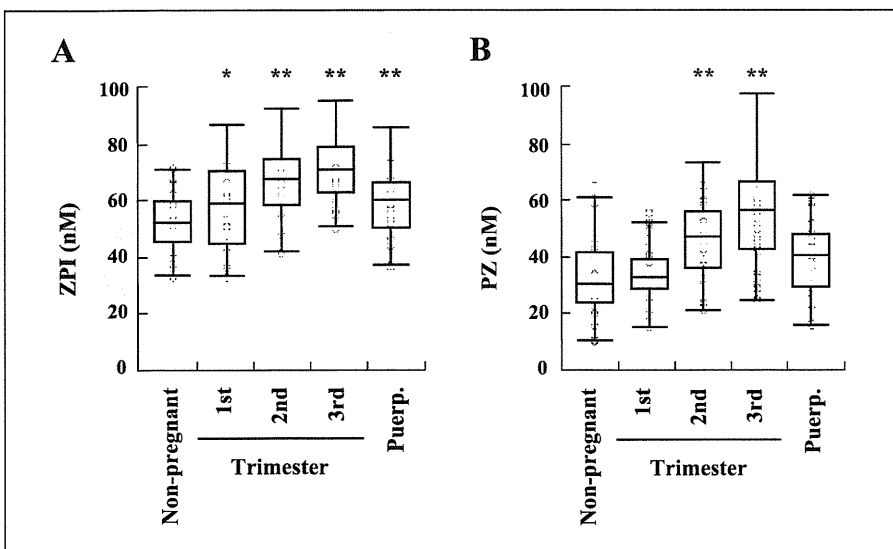 A
* ** ** **
100
80
60
40
20
0
ZPI (nM)
Non-pregnant
1st
2nd
3rd
Puerp.
Trimester
B
** **
100
80
60
40
20
0
PZ (nM)
Non-pregnant
1st
2nd
3rd
Puerp.
Trimester